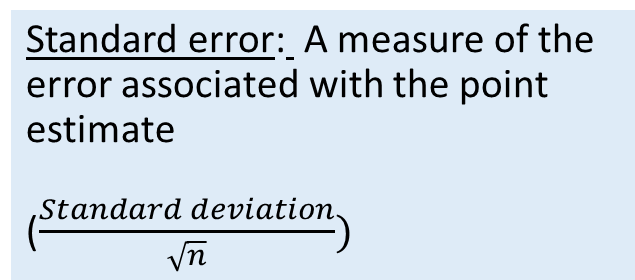 Standard error: A measure of the
error associated with the point
estimate
(Standard deviation
√n)